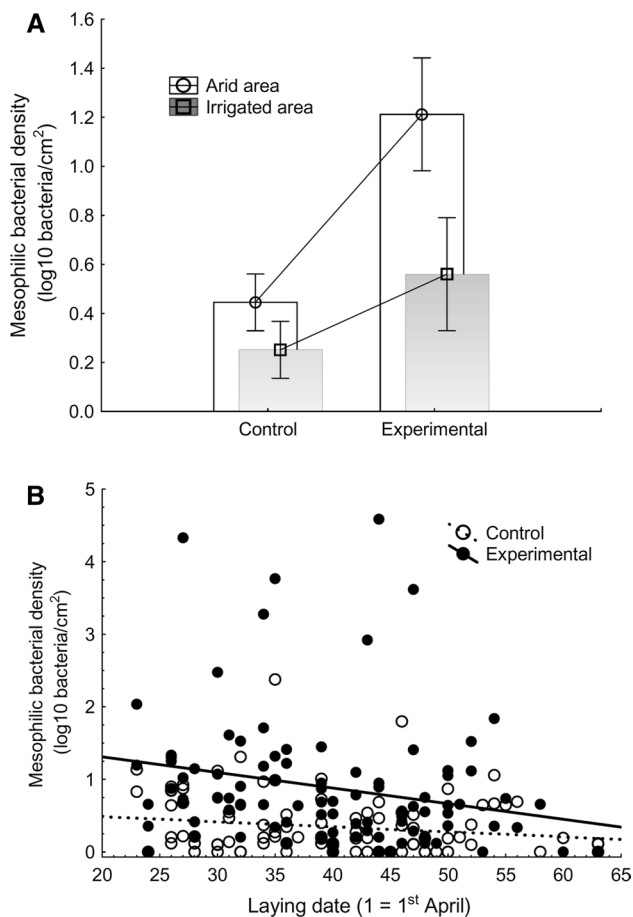 A
Mesophilic bacterial density
(log10 bacteria/cm²)
1.6
1.4
1.2
1.0
0.8
0.6
0.4
0.2
0.0
Arid area
Irrigated area
Control
Experimental
B
Mesophilic bacterial density
(log10 bacteria/cm²)
5
4
3
2
1
0
Control
Experimental
20
25
30
35
40
45
50
55
60
65
Laying date (1 = 1st April)